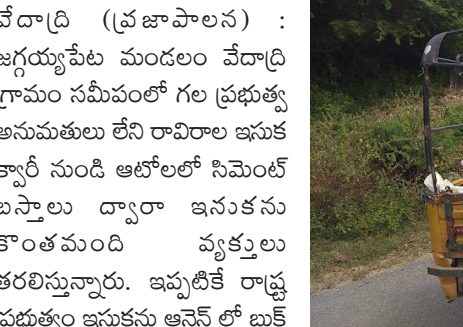 వేదాద్రి (ప్రజాపాలన) :
జగ్గయ్యపేట మండలం వేదాద్రి
గ్రామం సమీపంలో గల ప్రభుత్వ
అనుమతులు లేని రావిరాల ఇసుక
క్వారీ నుండి ఆటోలలో సిమెంట్
బస్తాలు ద్వారా ఇనుకను
కొంతమంది వ్యక్తులు
తరలిస్తున్నారు. ఇప్పటికే రాష్ట్ర
ప్రభుత్వం ఇసుకను ఆనైన్ లో బుక్